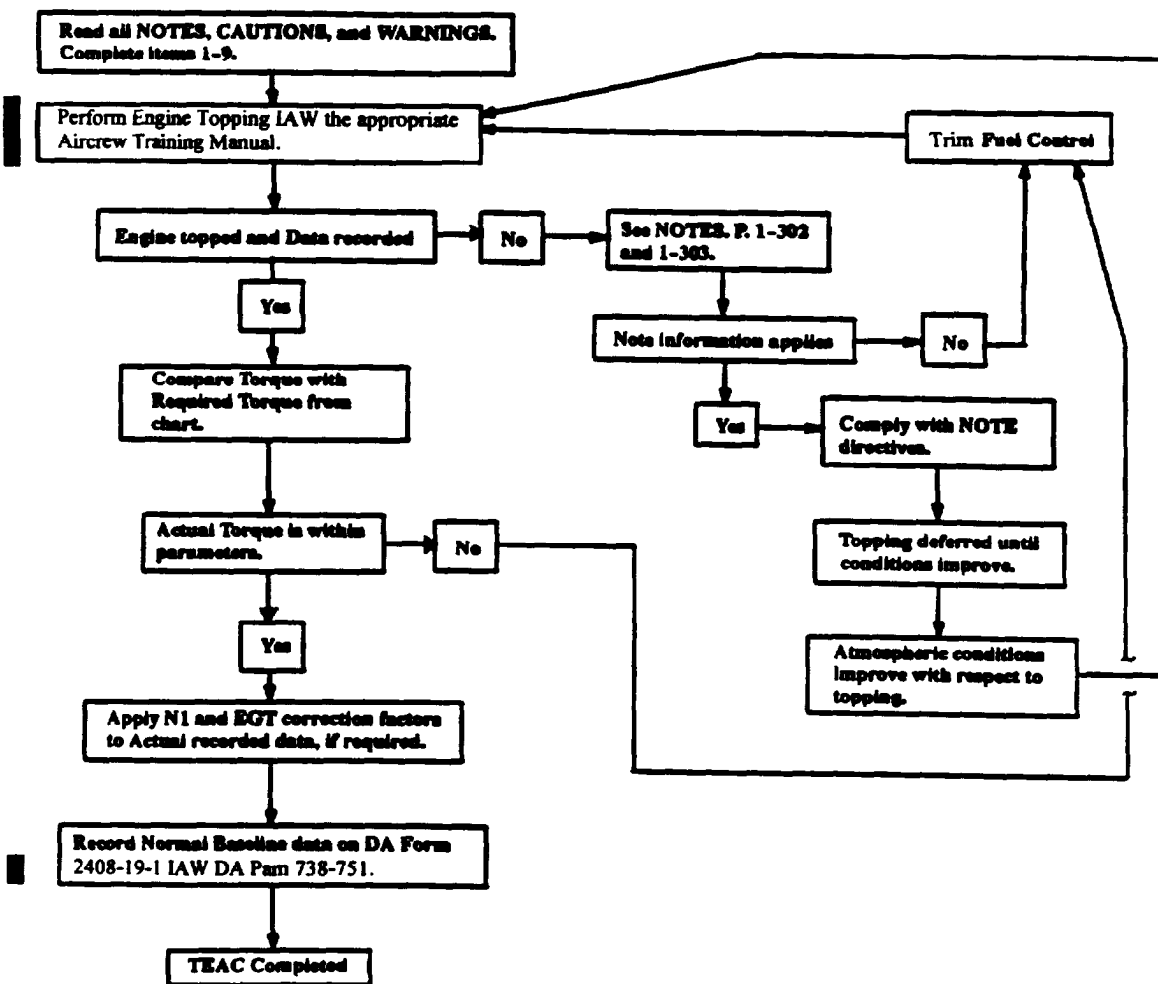 Read all NOTES, CAUTIONS, and WARNINGS.
Complete items 1-9.
Perform Engine Topping IAW the appropriate
Aircrew Training Manual.
Trim Fuel Control
Engine topped and Data recorded
No
See NOTES. P. 1-302
and 1-303.
Yes
Note information applies
No
Compare Torque with
Required Torque from
chart.
Yes
Comply with NOTE
directives.
Actual Torque is within
parameters.
No
Topping deferred until
conditions improve.
Yes
Atmospheric conditions
improve with respect to
topping.
Apply N1 and EGT correction factors
to Actual recorded data, if required.
Record Normal Baseline data on DA Form
2408-19-1 IAW DA Pam 738-751.
TEAC Completed